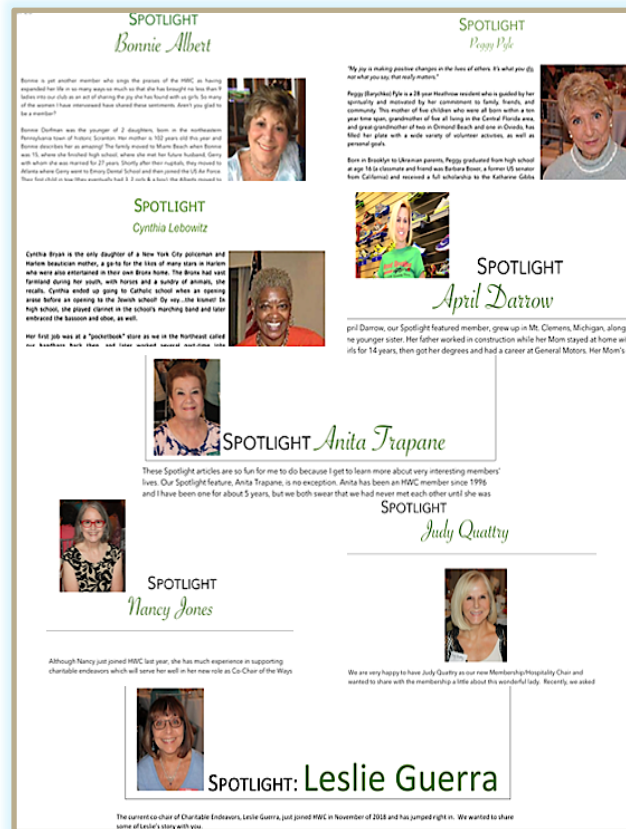 SPOTLIGHT
Bonnie Albert
Bonnie is yet another member who sings the praises of the HWC as having
expanded her life in so many ways-so much so that she has brought no less than 9
ladies into our club as an act of sharing the joy she has found with us girls. So many
of the women I have interviewed have shared these sentiments. Aren't you glad to
be a member?
Bonnie Dorfman was the younger of 2 daughters, born in the northeastern
Pennsylvania town of historic Scranton. Her mother is 102 years old this year and
Bonnie describes her as amazing! The family moved to Miami Beach when Bonnie
was 15, where she finished high school, where she met her future husband, Gerry
with whom she was married for 27 years. Shortly after their nuptials, they moved to
Atlanta where Gerry went to Emory Dental School and then joined the US Air Force.
Their first child in tow (they eventually had 3, 2 girls & a boy) the Alberts moved to
SPOTLIGHT
Peggy Pyle
"My joy is making positive changes in the lives of others. It's what you do,
not what you say, that really matters."
Peggy (Barychko) Pyle is a 28 year Heathrow resident who is guided by her
spirituality and motivated by her commitment to family, friends, and
community. This mother of five children who were all born within a ten
year time span, grandmother of five all living in the Central Florida area,
and great-grandmother of two in Ormond Beach and one in Oviedo, has
filled her plate with a wide variety of volunteer activities, as well as
personal goals.
Born in Brooklyn to Ukrainian parents, Peggy graduated from high school
at age 16 (a classmate and friend was Barbara Boxer, a former US senator
from California) and received a full scholarship to the Katharine Gibbs
SPOTLIGHT
Cynthia Lebowitz
Cynthia Bryan is the only daughter of a New York City policeman and
Harlem beautician mother, a go-to for the likes of many stars in Harlem
who were also entertained in their own Bronx home. The Bronx had vast
farmland during her youth, with horses and a sundry of animals, she
recalls. Cynthia ended up going to Catholic school when an opening
arose before an opening to the Jewish school! Oy vey...the kismet! In
high school, she played clarinet in the school's marching band and later
embraced the bassoon and oboe, as well.
Her first job was at a "pocketbook" store as we in the Northeast called
our handbags back then, and later worked several part-time jobs
SPOTLIGHT
April Darrow
pril Darrow, our Spotlight featured member, grew up in Mt. Clemens, Michigan, along
ne younger sister. Her father worked in construction while her Mom stayed at home wi
irls for 14 years, then got her degrees and had a career at General Motors. Her Mom's
SPOTLIGHT Anita Trapane
These Spotlight articles are so fun for me to do because I get to learn more about very interesting members'
lives. Our Spotlight feature, Anita Trapane, is no exception. Anita has been an HWC member since 1996
and I have been one for about 5 years, but we both swear that we had never met each other until she was
SPOTLIGHT
Nancy Jones
Although Nancy just joined HWC last year, she has much experience in supporting
charitable endeavors which will serve her well in her new role as Co-Chair of the Ways
SPOTLIGHT
Judy Quattry
We are very happy to have Judy Quattry as our new Membership/Hospitality Chair and
wanted to share with the membership a little about this wonderful lady. Recently, we asked
SPOTLIGHT: Leslie Guerra
The current co-chair of Charitable Endeavors, Leslie Guerra, just joined HWC in November of 2018 and has jumped right in. We wanted to share
some of Leslie's story with you.